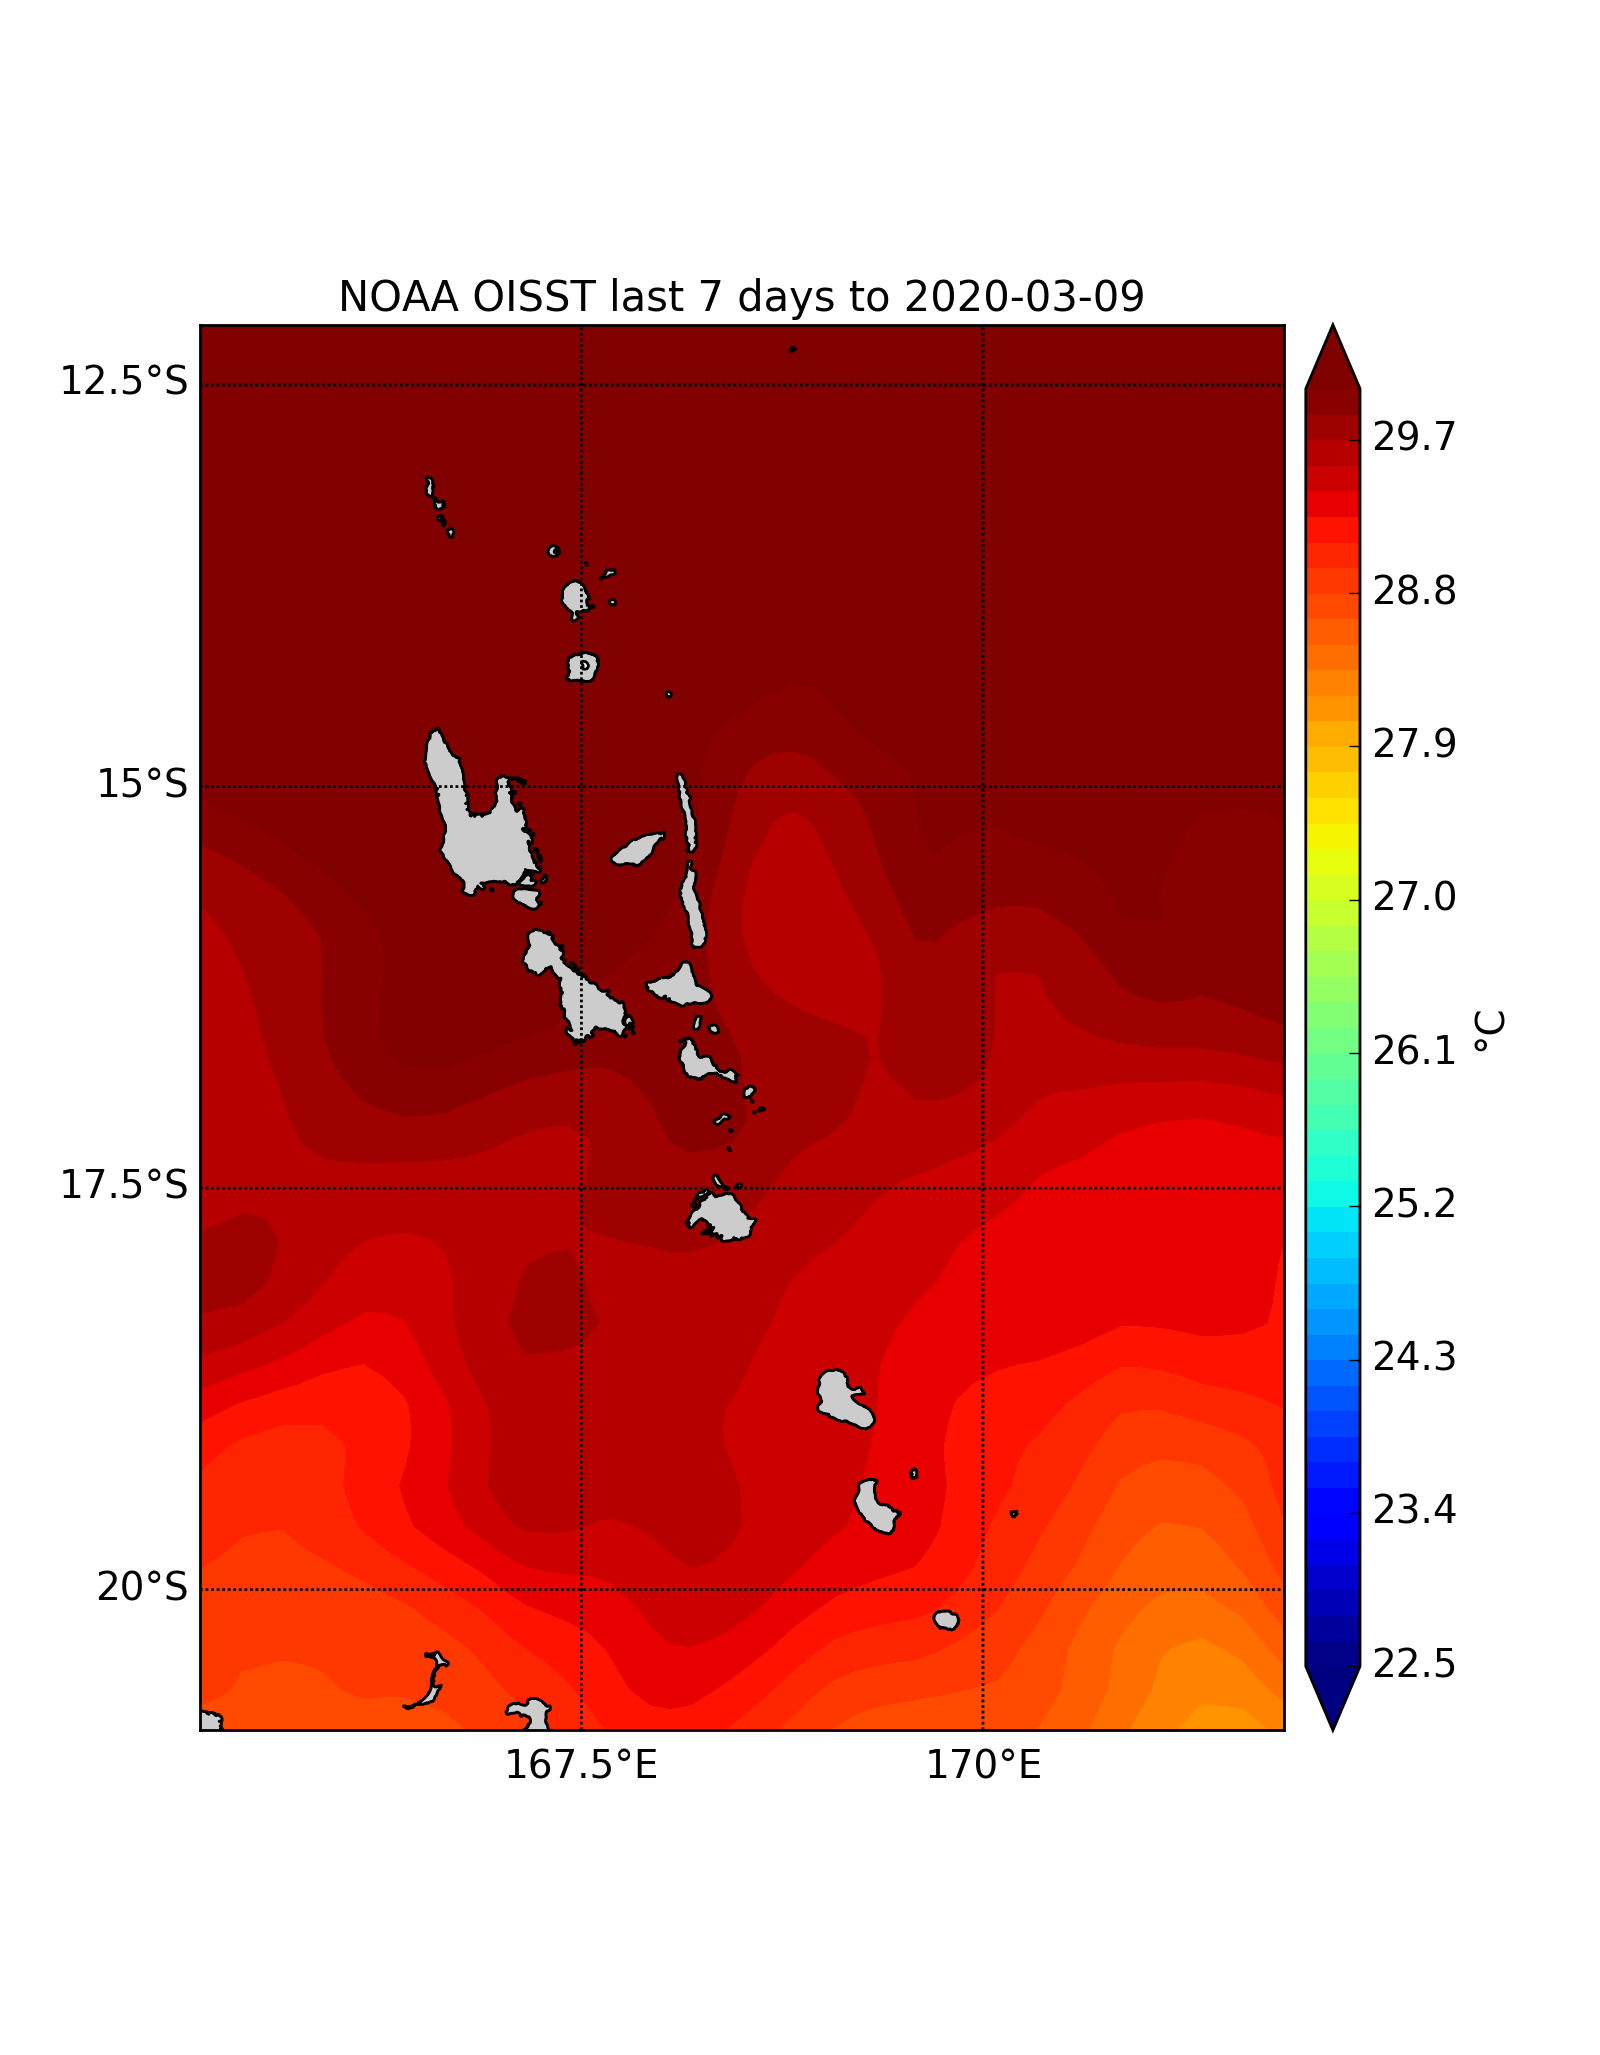 NOAA OISST last 7 days to 2020-03-09
12.5°S
15°S
17.5°S
20°S
167.5°E
170°E
29.7
28.8
27.9
27.0
26.1
25.2
24.3
23.4
22.5
°C